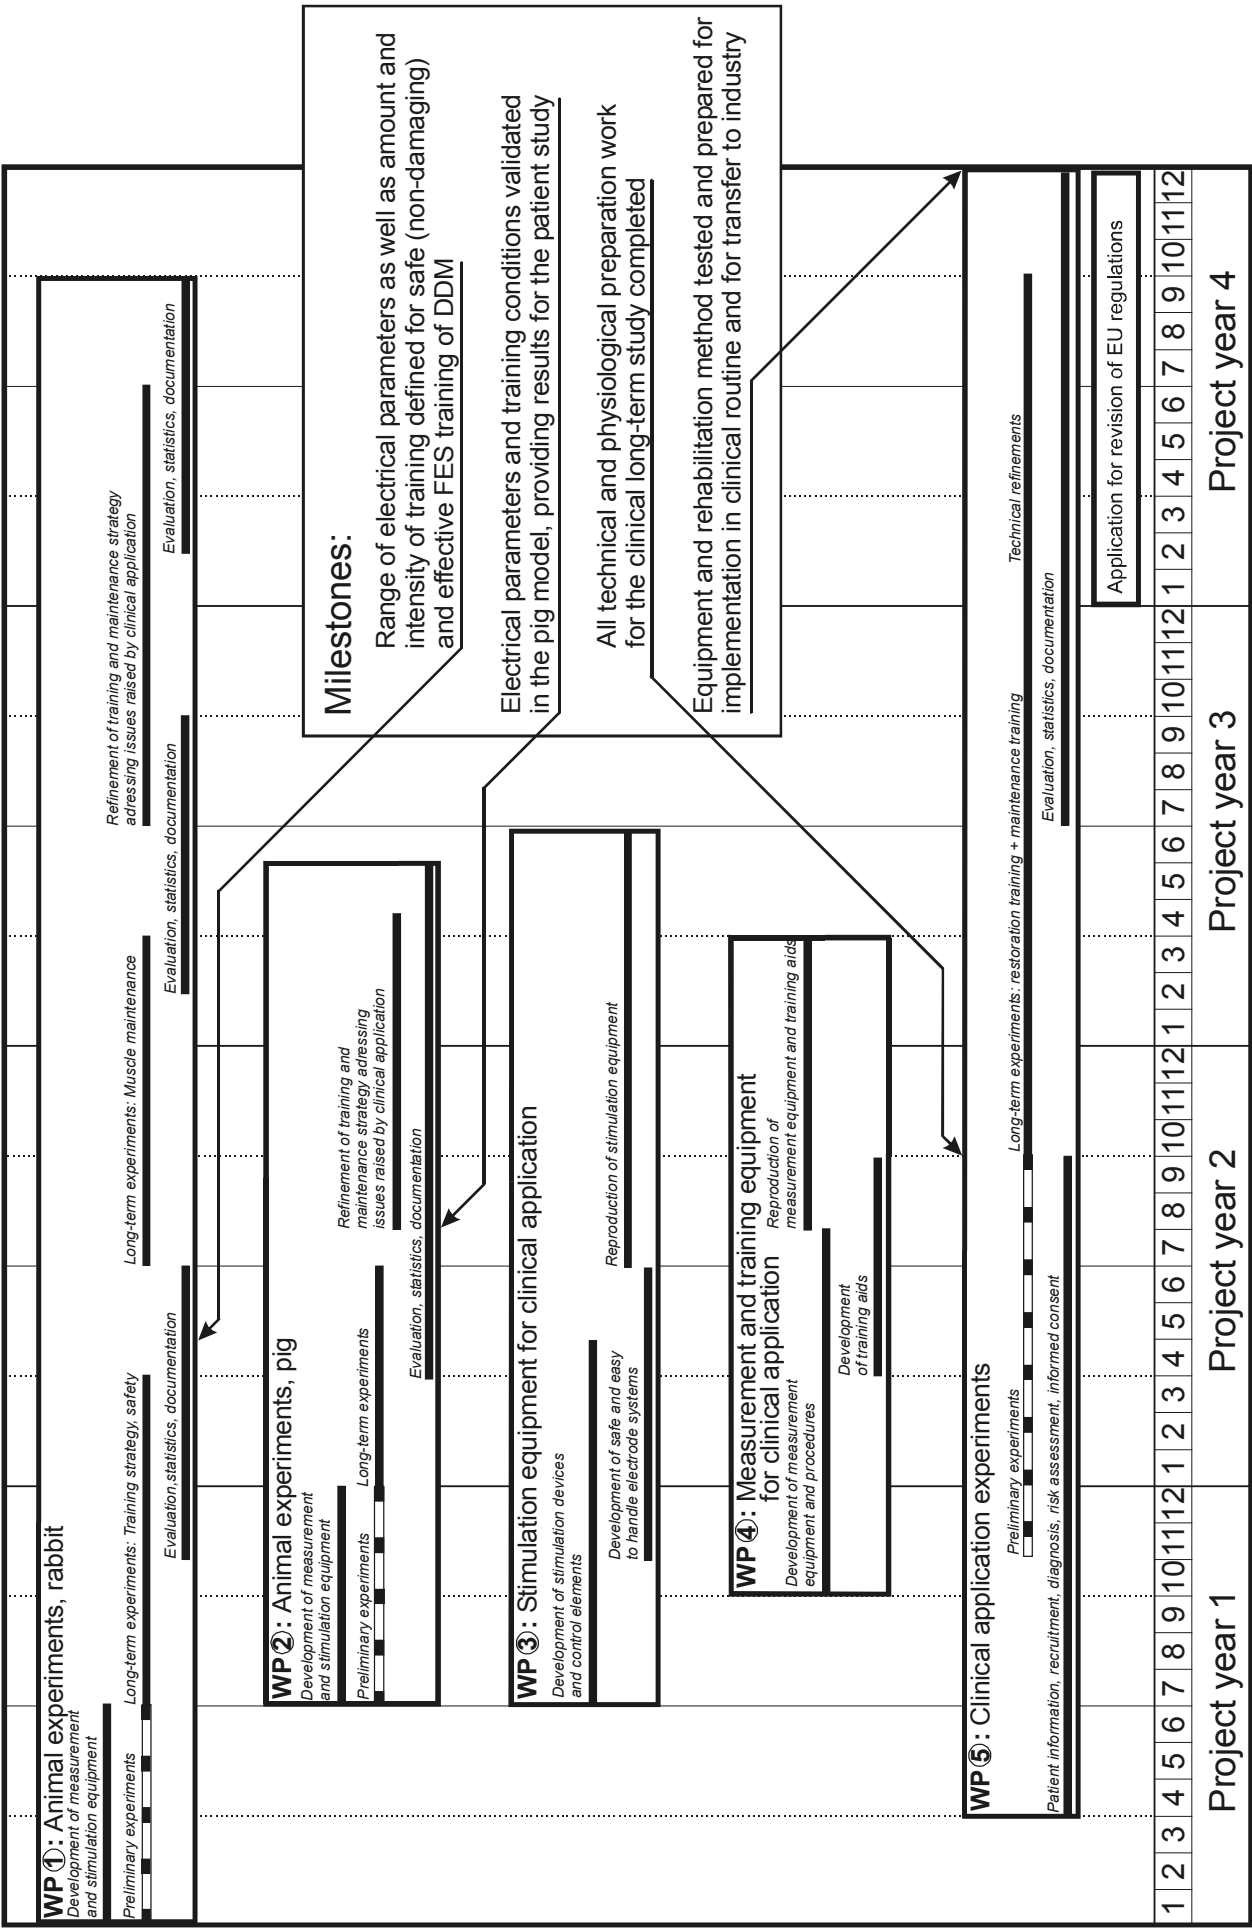 WP①: Animal experiments, rabbit
Development of measurement
and stimulation equipment
Preliminary experiments
Long-term experiments: Training strategy, safety
Evaluation,statistics, documentation
Long-term experiments: Muscle maintenance
Evaluation, statistics, documentation
Refinement of training and maintenance strategy
adressing issues raised by clinical application
Evaluation, statistics, documentation
WP②: Animal experiments, pig
Development of measurement
and stimulation equipment
Preliminary experiments
Long-term experiments
Refinement of training and
maintenance strategy adressing
issues raised by clinical application
Evaluation, statistics, documentation
WP③: Stimulation equipment for clinical application
Development of stimulation devices
and control elements
Development of safe and easy
to handle electrode systems
Reproduction of stimulation equipment
WP④: Measurement and training equipment
for clinical application
Development of measurement
equipment and procedures
Reproduction of
measurement equipment and training aids
Development
of training aids
WP⑤: Clinical application experiments
Preliminary experiments
Long-term experiments: restoration training + maintenance training
Technical refinements
Patient information, recruitment, diagnosis, risk assessment, informed consent
Evaluation, statistics, documentation
Application for revision of EU regulations
Milestones:
Range of electrical parameters as well as amount and
intensity of training defined for safe (non-damaging)
and effective FES training of DDM
Electrical parameters and training conditions validated
in the pig model, providing results for the patient study
All technical and physiological preparation work
for the clinical long-term study completed
Equipment and rehabilitation method tested and prepared for
implementation in clinical routine and for transfer to industry
1 2 3 4 5 6 7 8 9 10 11 12 1 2 3 4 5 6 7 8 9 10 11 12 1 2 3 4 5 6 7 8 9 10 11 12 1 2 3 4 5 6 7 8 9 10 11 12
Project year 1 Project year 2 Project year 3 Project year 4